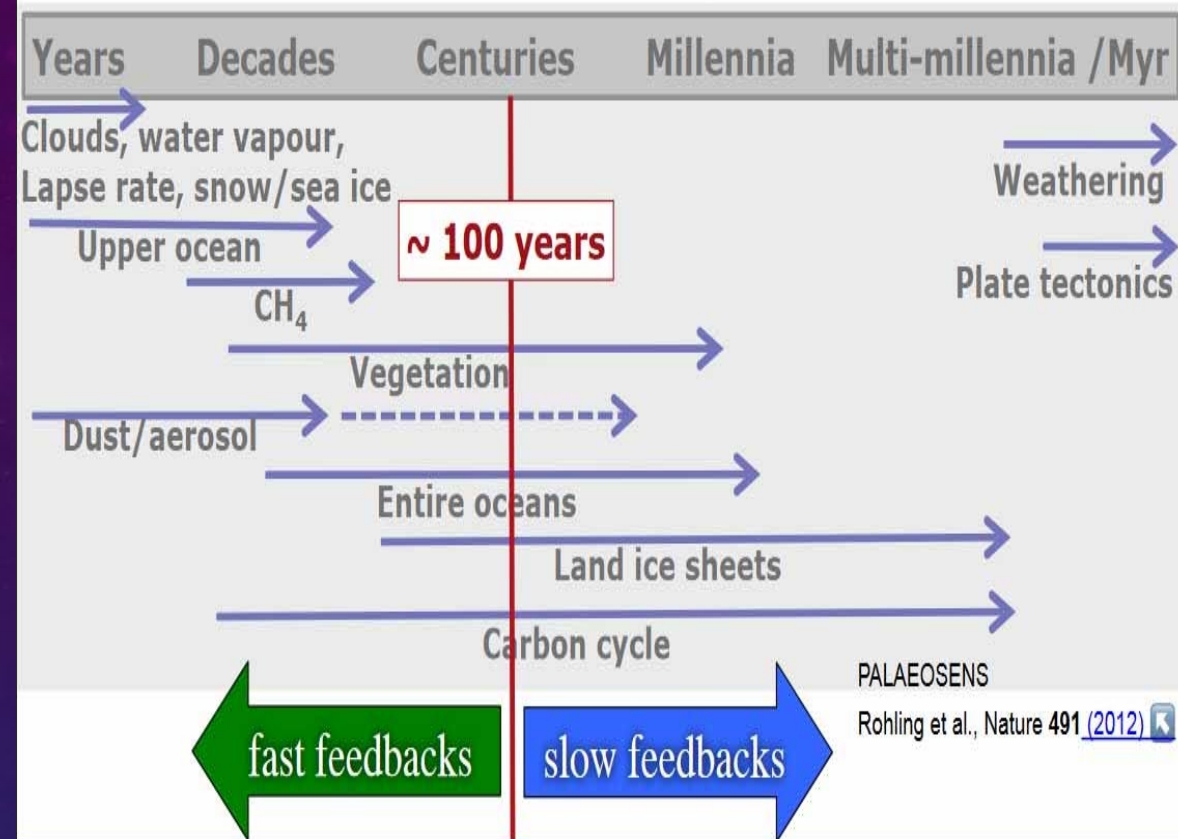 Years Decades Centuries Millennia Multi-millennia /Myr
Clouds, water vapour,
Lapse rate, snow/sea ice
Weathering
Upper ocean
~ 100 years
Plate tectonics
CH₄
Vegetation
Dust/aerosol
Entire oceans
Land ice sheets
Carbon cycle
PALAEOSENS
Rohling et al., Nature 491 (2012)
fast feedbacks
slow feedbacks